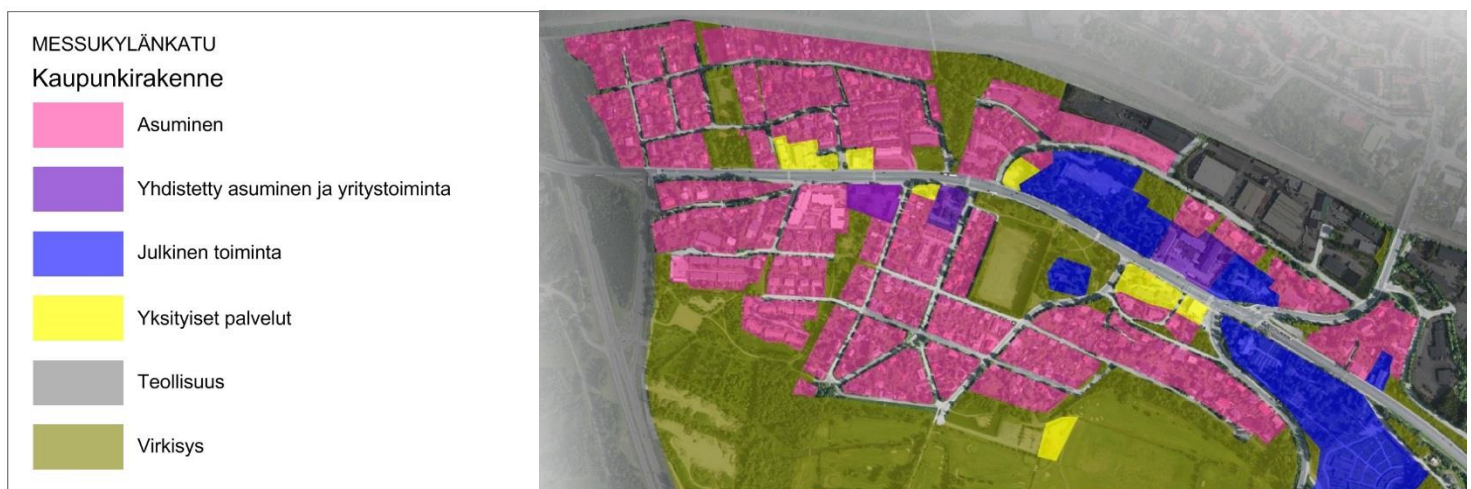 MESSUKYLÄNKATU
Kaupunkirakenne
Asuminen
Yhdistetty asuminen ja yritystoiminta
Julkinen toiminta
Yksityiset palvelut
Teollisuus
Virkisys